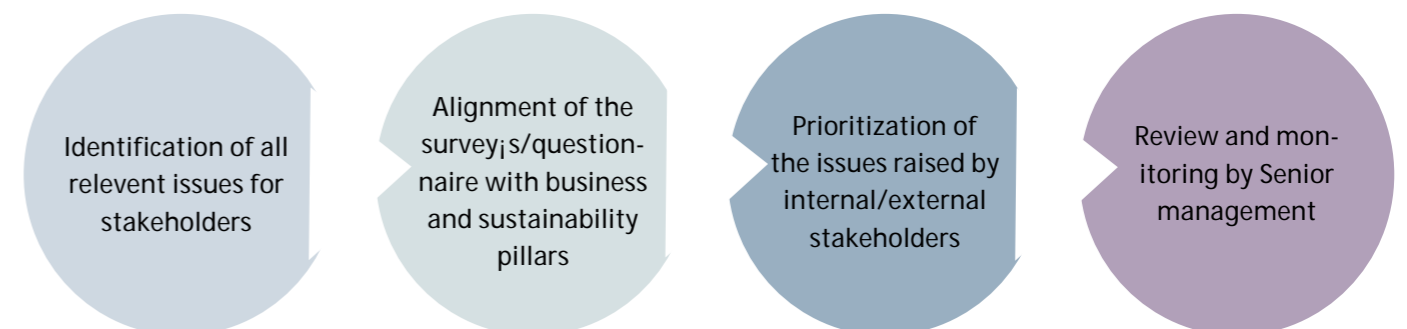 Identification of all
relevent issues for
stakeholders
Alignment of the
survey¡s/question-
naire with business
and sustainability
pillars
Prioritization of
the issues raised by
internal/external
stakeholders
Review and mon-
itoring by Senior
management